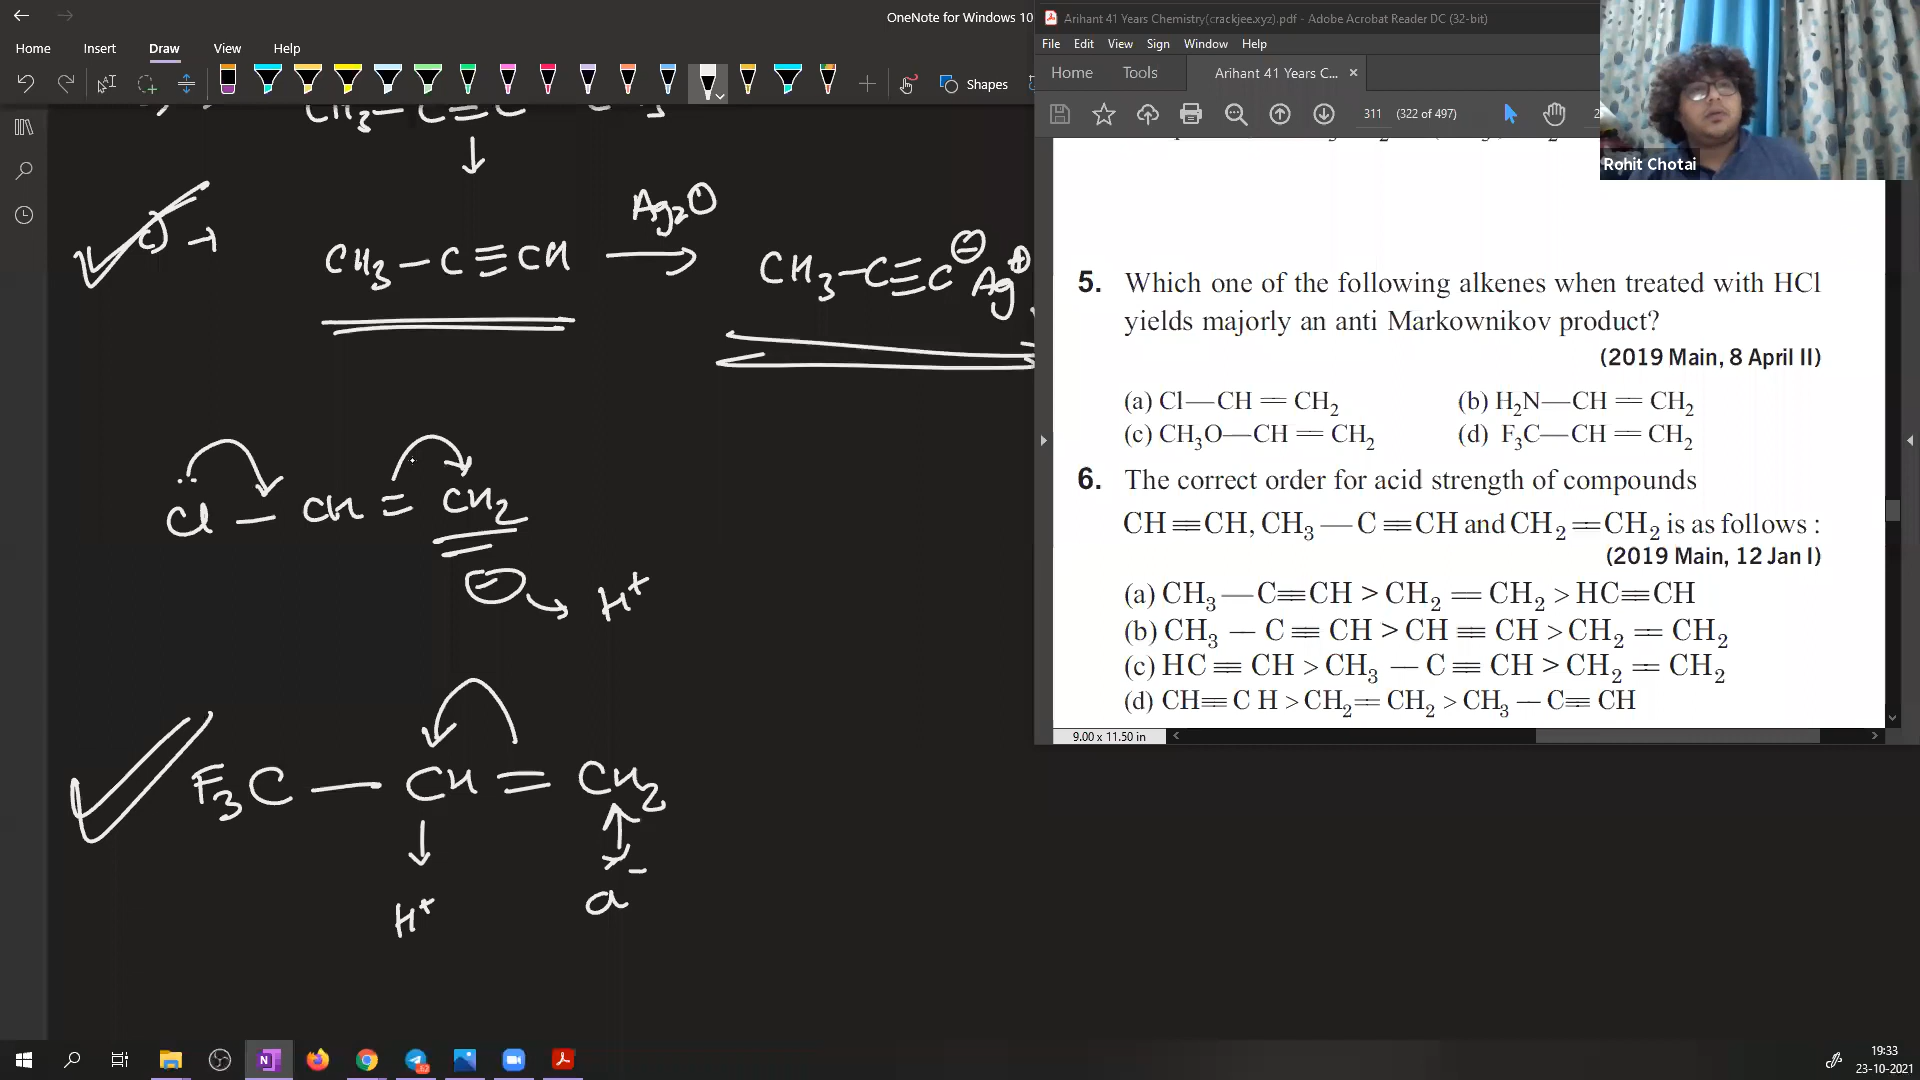 OneNote for Windows 10
Home Insert Draw View Help
Shapes
CH3 – C ≡ C
↓
c) →
CH3 – C ≡ CH
Ag2O
CH3 – C ≡ C⊖ Ag⊕
Cl – CH = CH2
⊖ → H+
F3C – CH = CH2
H+
Cl-
Arihant 41 Years Chemistry(crackjee.xyz).pdf - Adobe Acrobat Reader DC (32-bit)
File Edit View Sign Window Help
Home Tools Arihant 41 Years C... ×
311 (322 of 497)
Rohit Chotai
5. Which one of the following alkenes when treated with HCl
yields majorly an anti Markownikov product?
(2019 Main, 8 April II)
(a) Cl—CH=CH2 (b) H2N—CH=CH2
(c) CH3O—CH=CH2 (d) F3C—CH=CH2
6. The correct order for acid strength of compounds
CH≡CH, CH3—C≡CH and CH2=CH2 is as follows :
(2019 Main, 12 Jan I)
(a) CH3—C≡CH > CH2=CH2 > HC≡CH
(b) CH3—C≡CH > CH≡CH > CH2=CH2
(c) HC≡CH > CH3—C≡CH > CH2=CH2
(d) CH≡C H > CH2=CH2 > CH3—C≡CH
9.00 x 11.50 in
19:33
23-10-2021